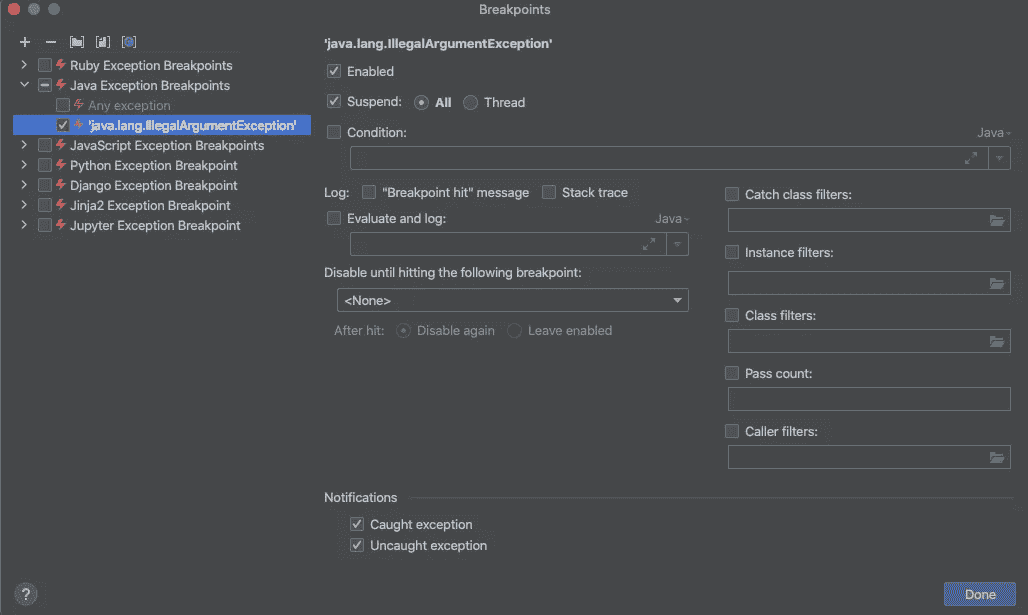 Breakpoints
Ruby Exception Breakpoints
Java Exception Breakpoints
Any exception
'java.lang.IllegalArgumentException'
JavaScript Exception Breakpoints
Python Exception Breakpoint
Django Exception Breakpoint
Jinja2 Exception Breakpoint
Jupyter Exception Breakpoint
'java.lang.IllegalArgumentException'
Enabled
Suspend: All Thread
Condition: Java
Log: "Breakpoint hit" message Stack trace
Evaluate and log: Java
Disable until hitting the following breakpoint:
<None>
After hit: Disable again Leave enabled
Catch class filters:
Instance filters:
Class filters:
Pass count:
Caller filters:
Notifications
Caught exception
Uncaught exception
?
Done